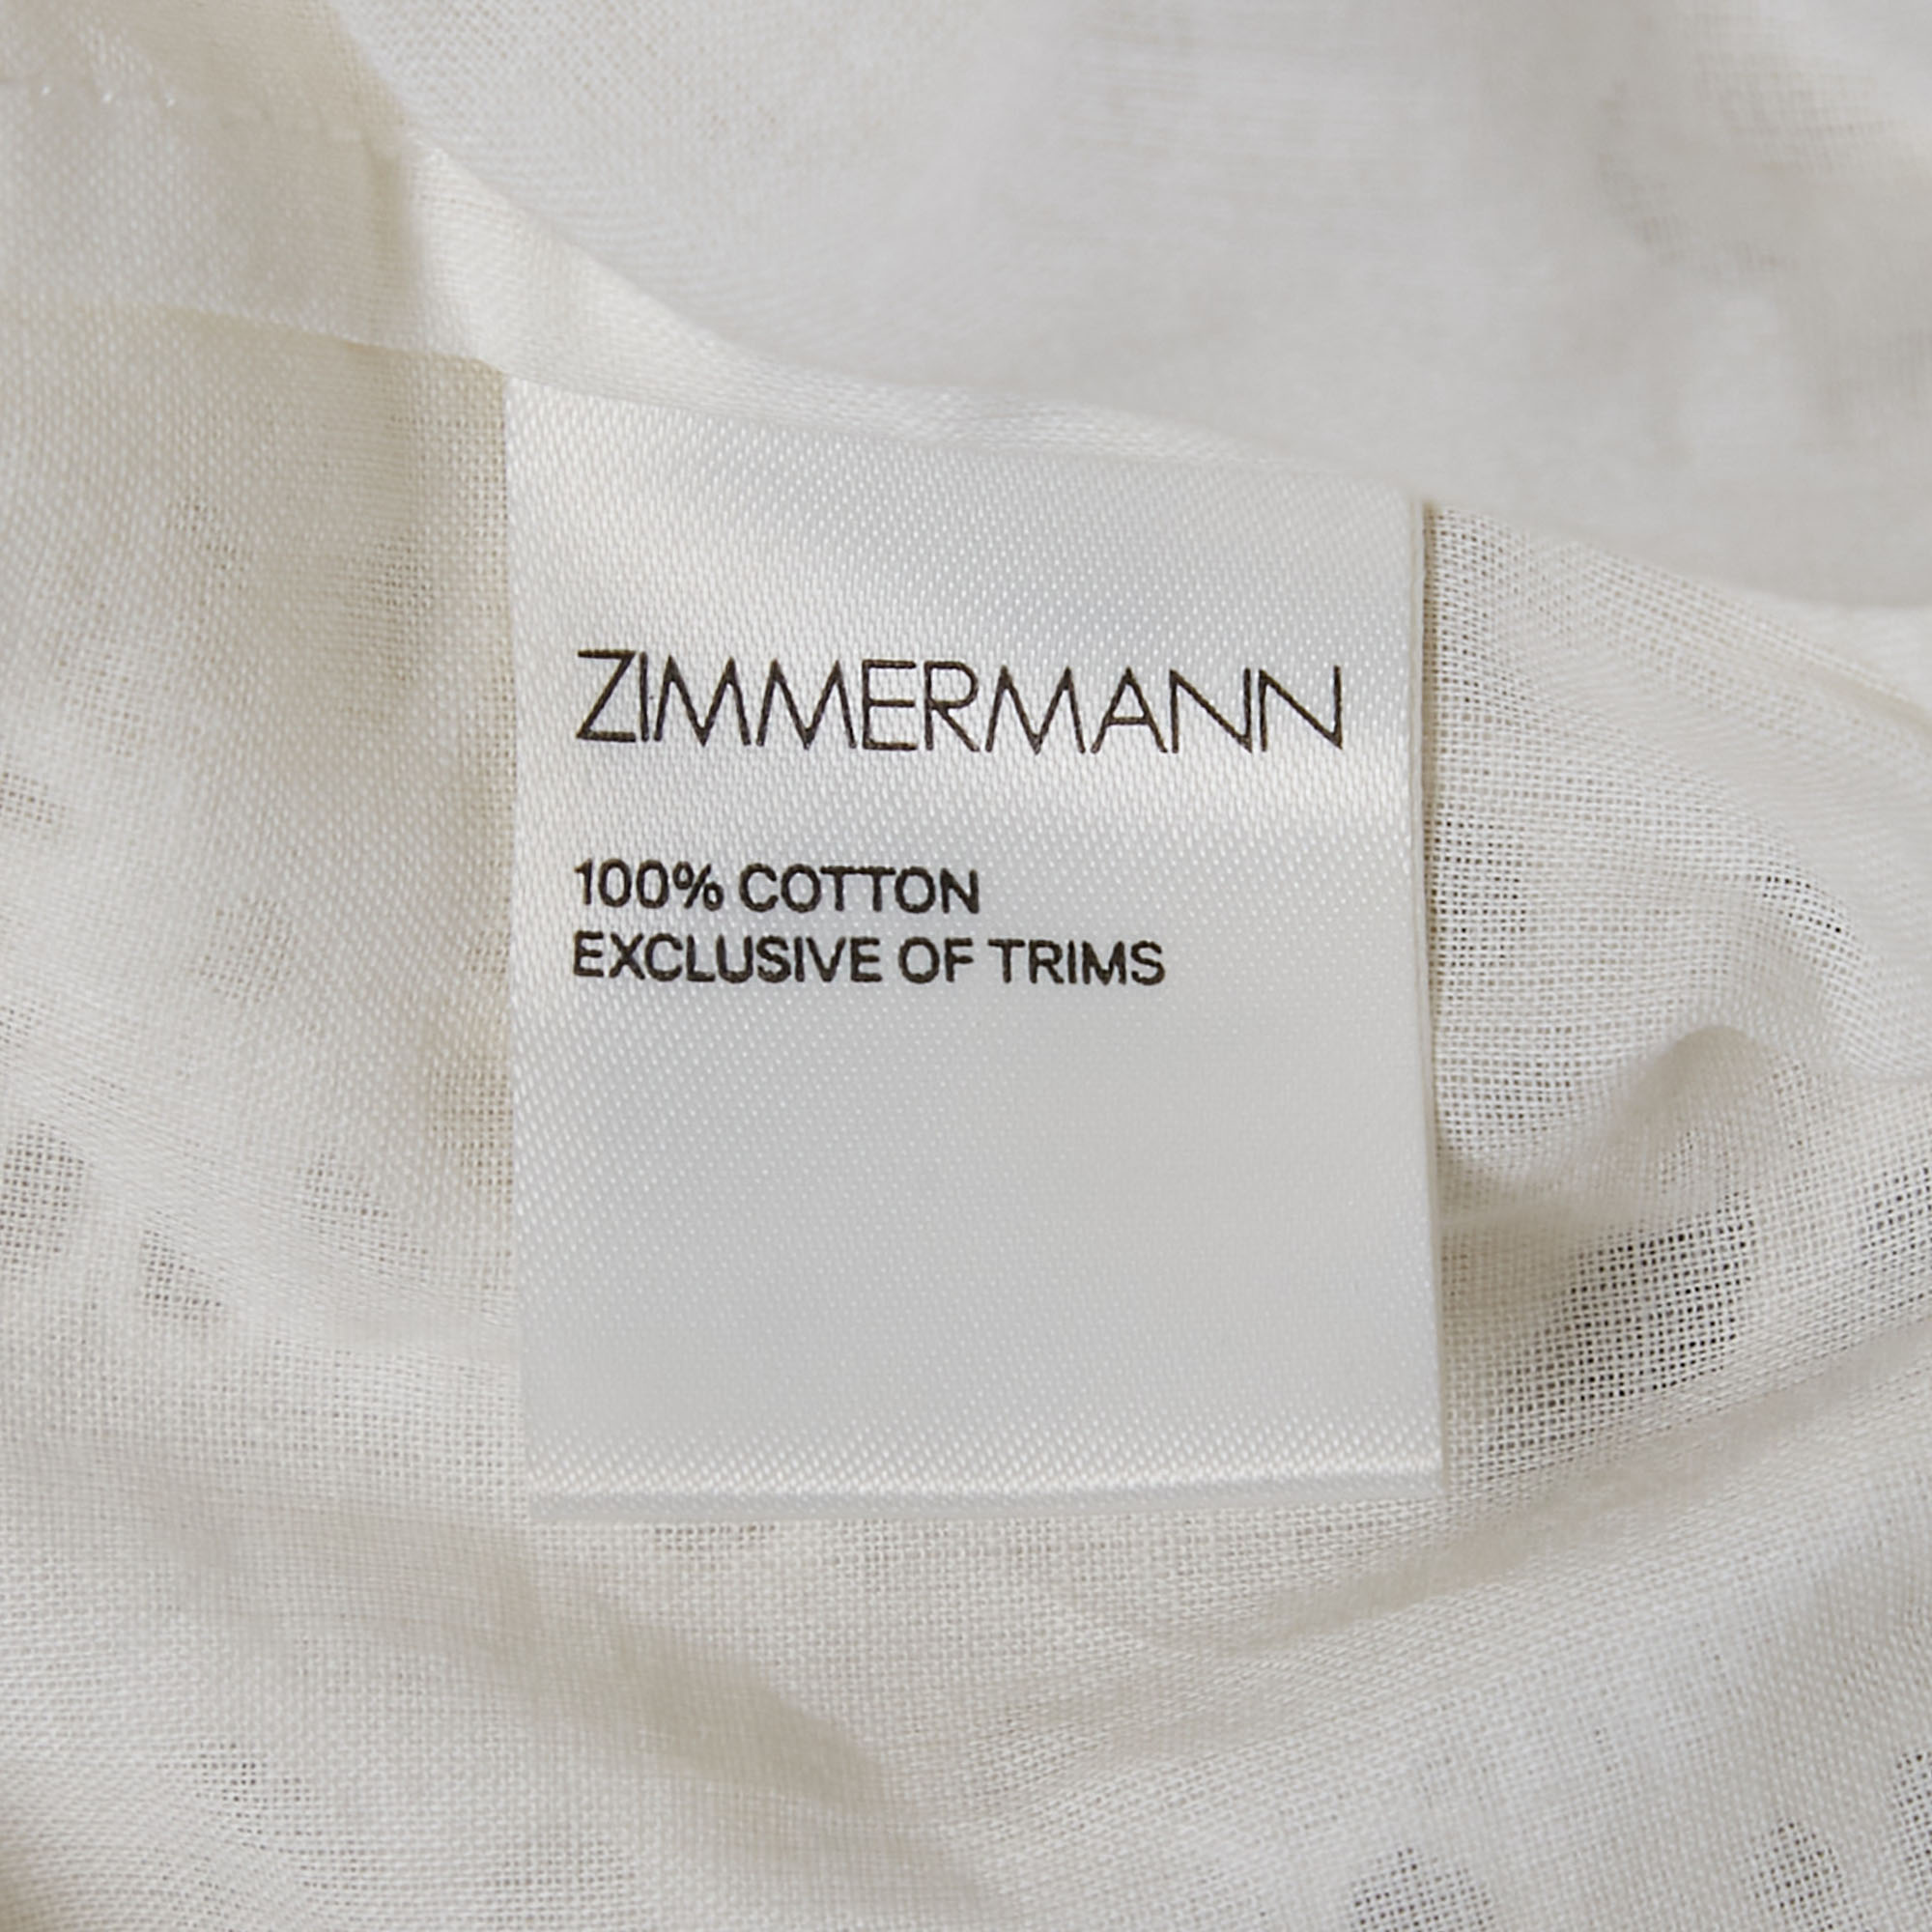 ZIMMERMANN
100% COTTON
EXCLUSIVE OF TRIMS